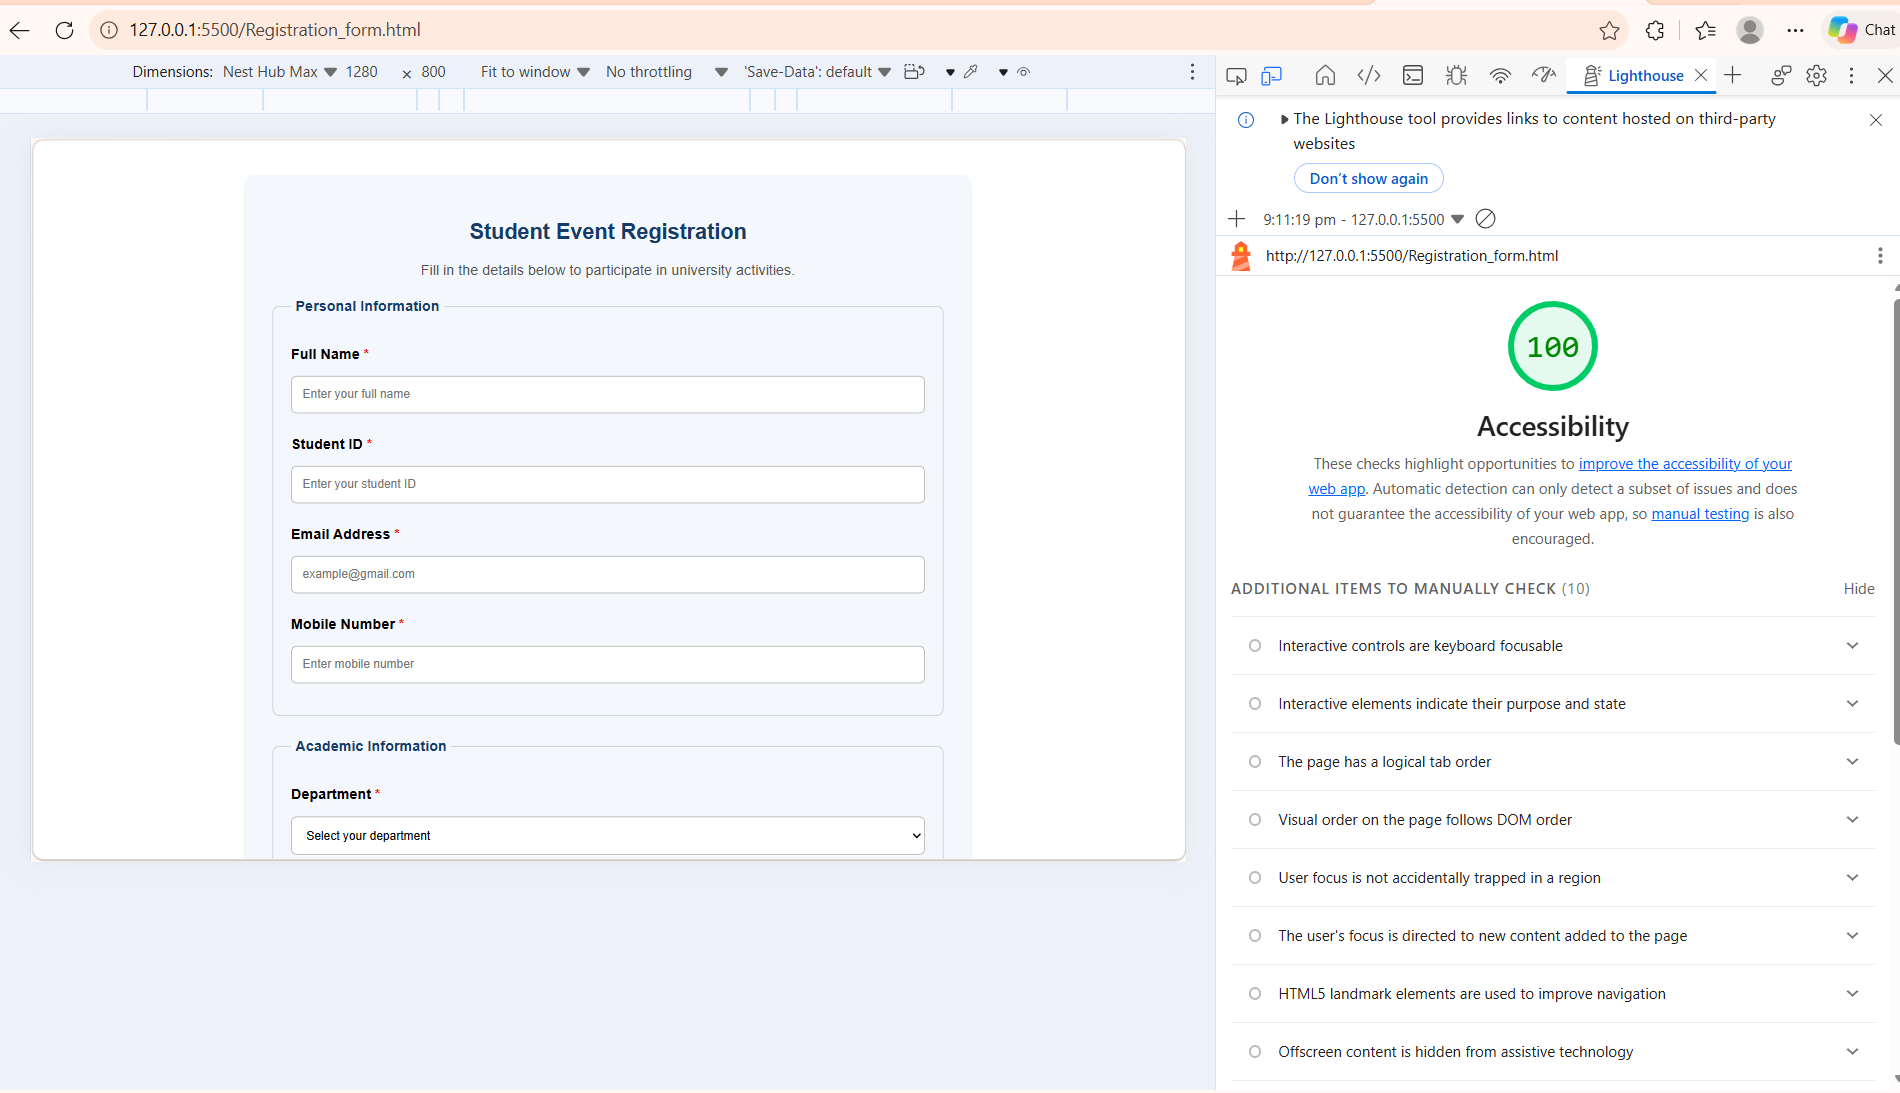 127.0.0.1:5500/Registration_form.html
Chat
Dimensions: Nest Hub Max 1280 × 800 Fit to window No throttling 'Save-Data': default
Lighthouse
The Lighthouse tool provides links to content hosted on third-party
websites
Don't show again
9:11:19 pm - 127.0.0.1:5500
http://127.0.0.1:5500/Registration_form.html
Student Event Registration
Fill in the details below to participate in university activities.
Personal Information
Full Name *
Enter your full name
Student ID *
Enter your student ID
Email Address *
example@gmail.com
Mobile Number *
Enter mobile number
Academic Information
Department *
Select your department
100
Accessibility
These checks highlight opportunities to improve the accessibility of your
web app. Automatic detection can only detect a subset of issues and does
not guarantee the accessibility of your web app, so manual testing is also
encouraged.
ADDITIONAL ITEMS TO MANUALLY CHECK (10) Hide
Interactive controls are keyboard focusable
Interactive elements indicate their purpose and state
The page has a logical tab order
Visual order on the page follows DOM order
User focus is not accidentally trapped in a region
The user's focus is directed to new content added to the page
HTML5 landmark elements are used to improve navigation
Offscreen content is hidden from assistive technology